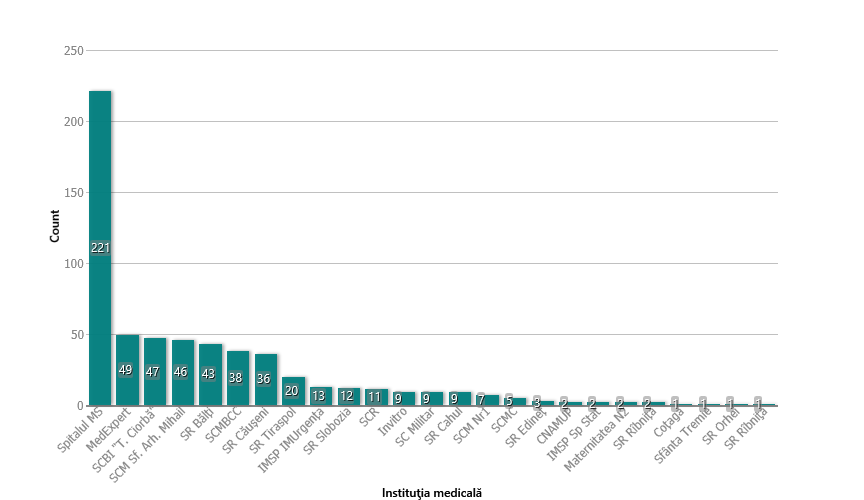 250
200
150
100
50
0
Count
221
49
47
46
43
38
36
20
13
12
11
9
9
9
7
5
3
2
2
2
2
1
1
1
1
Spitalul MS
MedExpert
SCBI "T. Ciorbă"
SCM Sf. Arh. Mihail
SR Bălți
SCMBCC
SR Căușeni
SR Tiraspol
IMSP IMUrgența
SR Slobozia
SCR
Invitro
SC Militar
SR Cahul
SCM Nr1
SCMC
SR Edineț
CNAMUP
IMSP Sp Stat
Maternitatea N2
SR Rîbnița
Coțaga
Sfânta Treime
SR Orhei
SR Rîbnița
Instituţia medicală